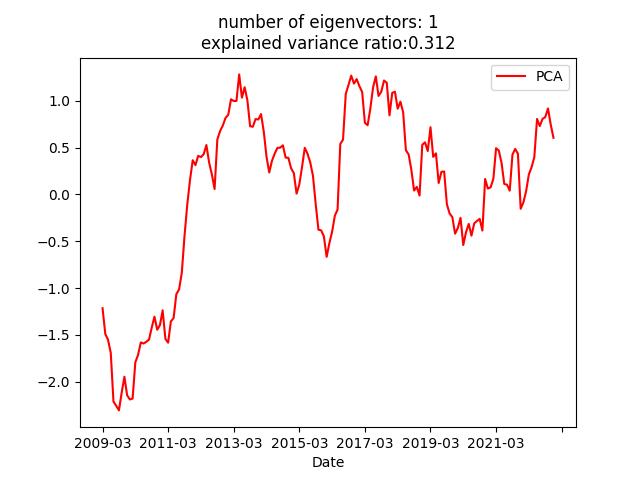 number of eigenvectors: 1
explained variance ratio:0.312
PCA
1.0
0.5
0.0
−0.5
−1.0
−1.5
−2.0
2009-03 2011-03 2013-03 2015-03 2017-03 2019-03 2021-03
Date